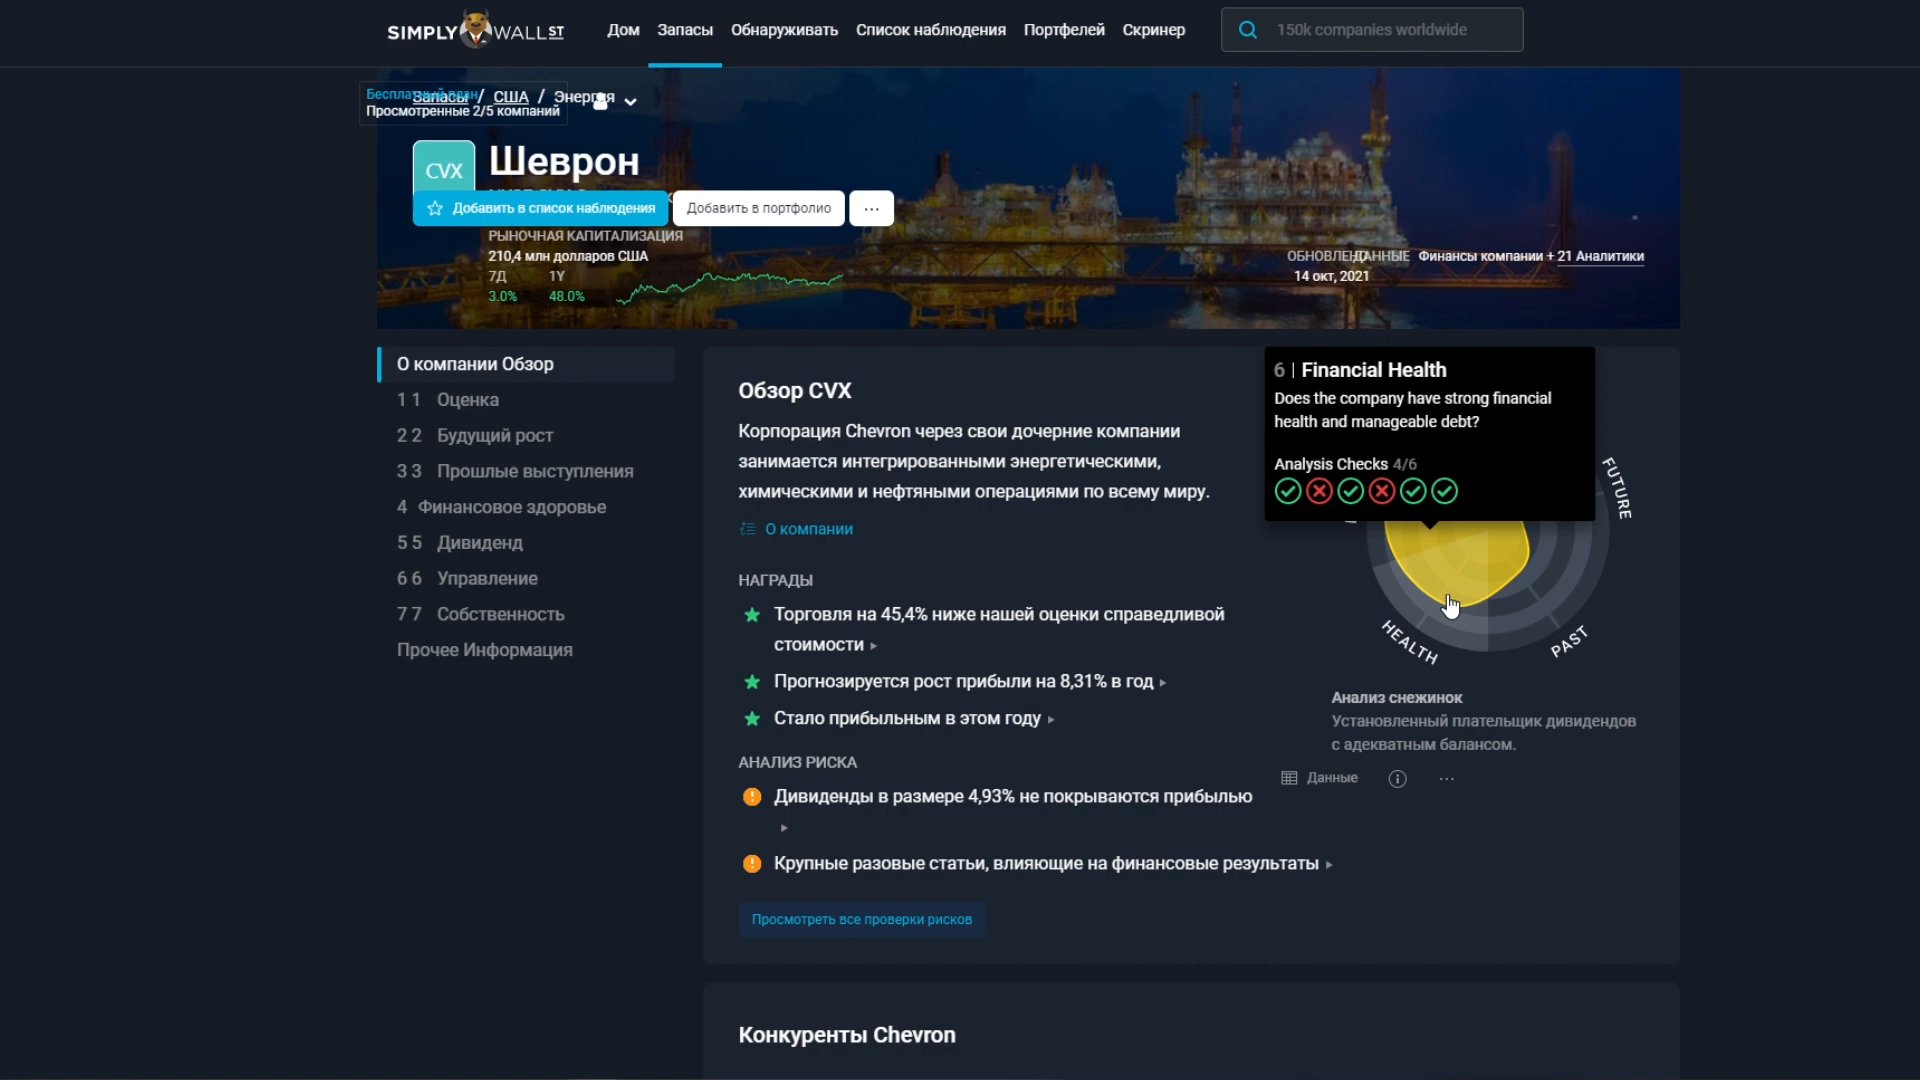 SIMPLY WALL ST
Дом
Запасы
Обнаруживать
Список наблюдения
Портфелей
Скринер
150k companies worldwide
Запасы / США / Энергия
Бесплатный план
Просмотренные 2/5 компаний
CVX
Шеврон
Добавить в список наблюдения
Добавить в портфолио
...
РЫНОЧНАЯ КАПИТАЛИЗАЦИЯ
210,4 млн долларов США
7Д 1Y
3.0% 48.0%
ДАННЫЕ Финансы компании + 21 Аналитики
14 окт, 2021
О компании Обзор
1 1 Оценка
2 2 Будущий рост
3 3 Прошлые выступления
4 Финансовое здоровье
5 5 Дивиденд
6 6 Управление
7 7 Собственность
Прочее Информация
Обзор CVX
Корпорация Chevron через свои дочерние компании
занимается интегрированными энергетическими,
химическими и нефтяными операциями по всему миру.
О компании
НАГРАДЫ
Торговля на 45,4% ниже нашей оценки справедливой
стоимости
Прогнозируется рост прибыли на 8,31% в год
Стало прибыльным в этом году
АНАЛИЗ РИСКА
Дивиденды в размере 4,93% не покрываются прибылью
Крупные разовые статьи, влияющие на финансовые результаты
Просмотреть все проверки рисков
6 | Financial Health
Does the company have strong financial
health and manageable debt?
Analysis Checks 4/6
FUTURE
HEALTH
PAST
Анализ снежинок
Установленный плательщик дивидендов
с адекватным балансом.
Данные
...
Конкуренты Chevron